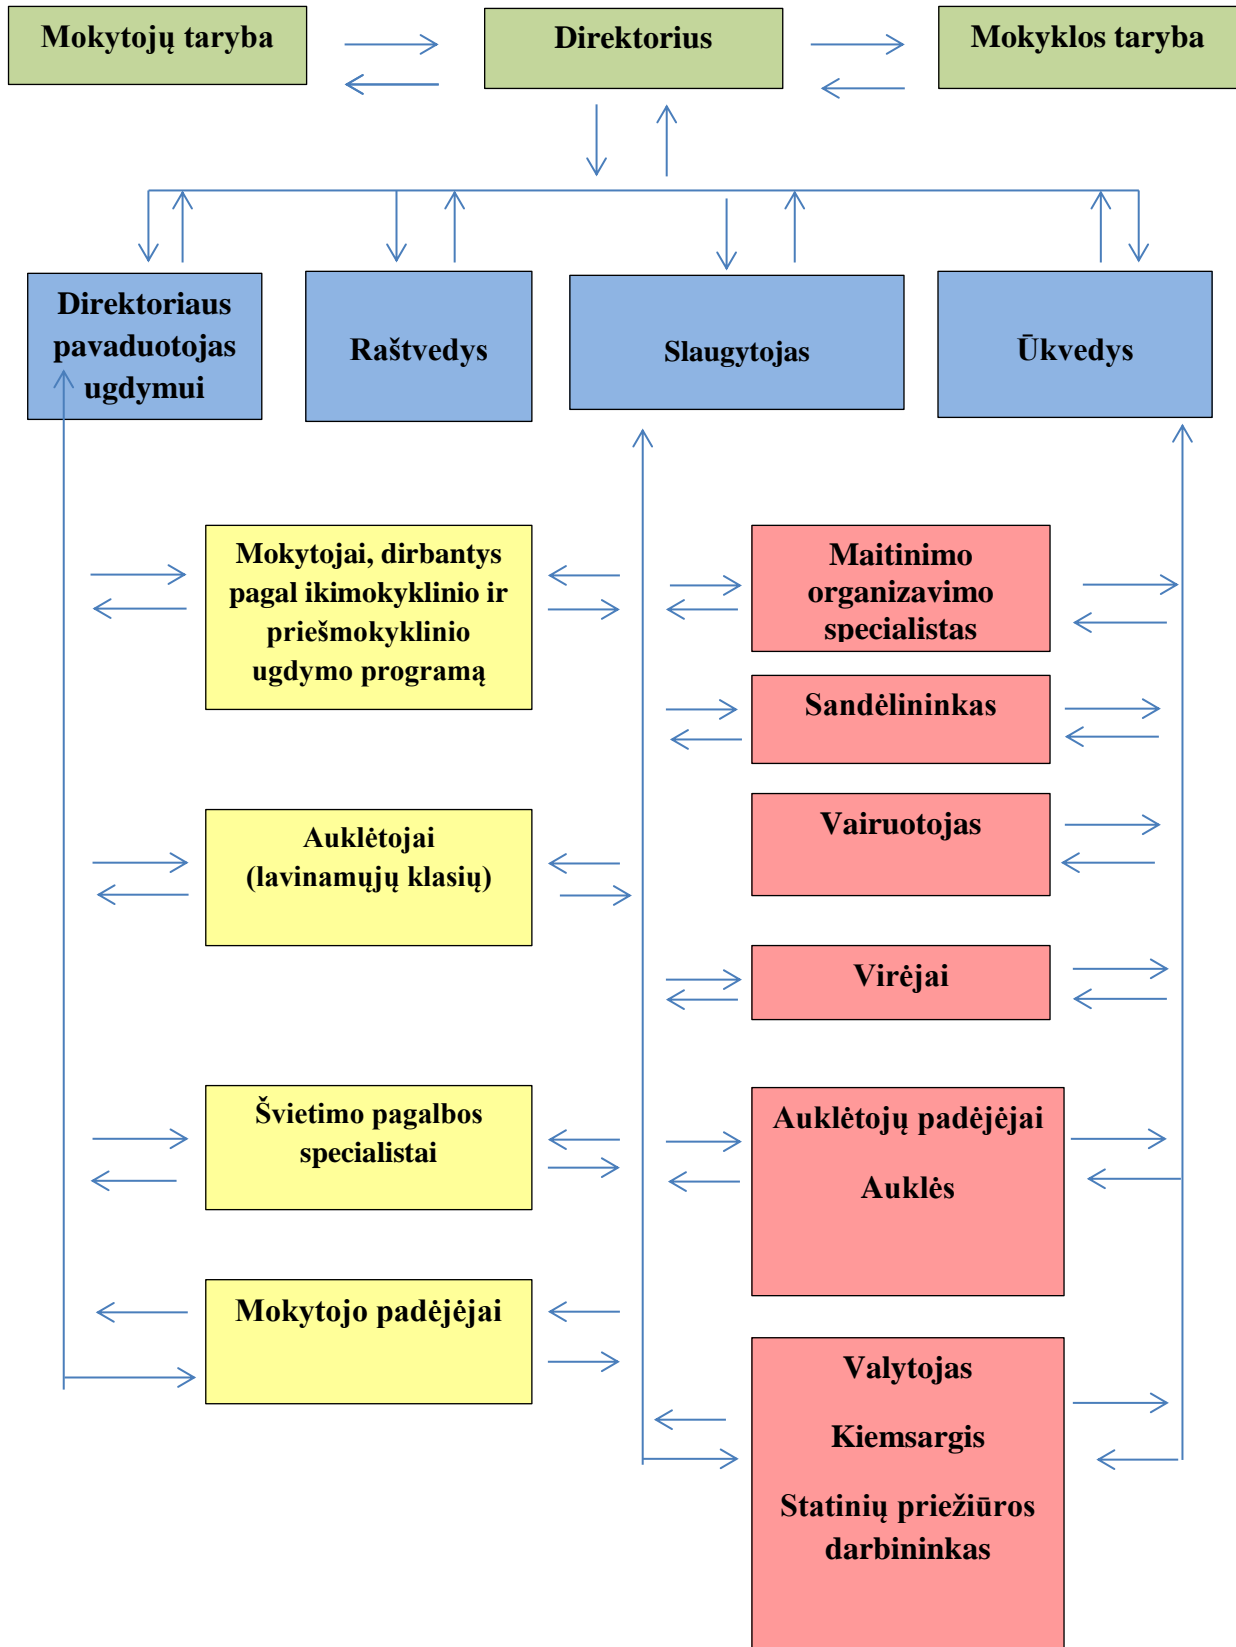 Mokytojų taryba
Direktorius
Mokyklos taryba
Direktoriaus
pavaduotojas
ugdymui
Raštvedys
Slaugytojas
Ūkvedys
Mokytojai, dirbantys
pagal ikimokyklinio ir
priešmokyklinio
ugdymo programą
Maitinimo
organizavimo
specialistas
Sandėlininkas
Vairuotojas
Auklėtojai
(lavinamųjų klasių)
Virėjai
Švietimo pagalbos
specialistai
Auklėtojų padėjėjai
Auklės
Mokytojo padėjėjai
Valytojas
Kiemsargis
Statinių priežiūros
darbininkas